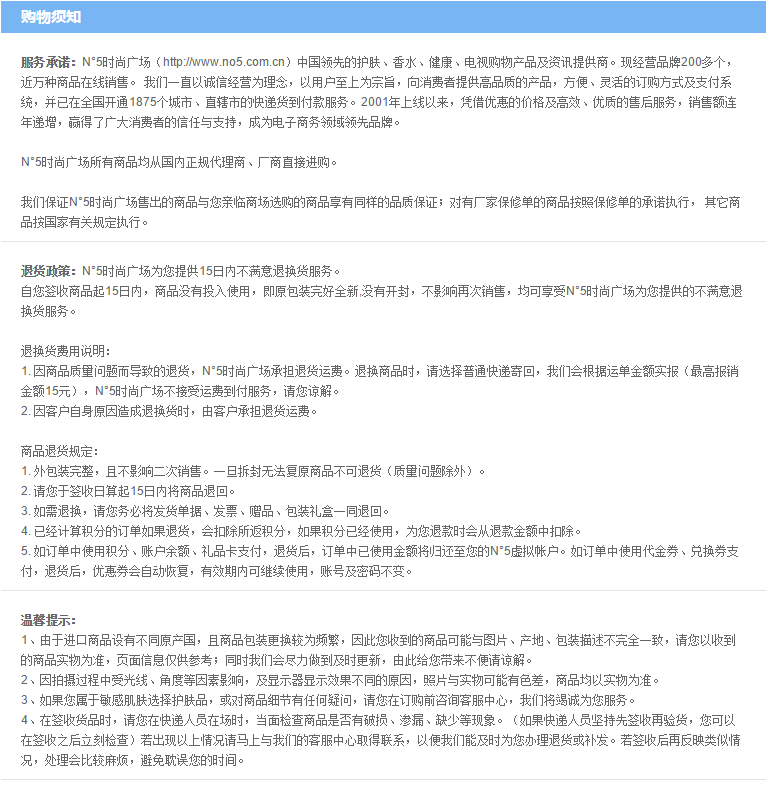 购物须知
服务承诺：N°5时尚广场（http://www.no5.com.cn）中国领先的护肤、香水、健康、电视购物产品及资讯提供商。现经营品牌200多个，
近万种商品在线销售。 我们一直以诚信经营为理念，以用户至上为宗旨，向消费者提供高品质的产品，方便、灵活的订购方式及支付系
统，并已在全国开通1875个城市、直辖市的快递货到付款服务。2001年上线以来，凭借优惠的价格及高效、优质的售后服务，销售额连
年递增，赢得了广大消费者的信任与支持，成为电子商务领域领先品牌。
N°5时尚广场所有商品均从国内正规代理商、厂商直接进购。
我们保证N°5时尚广场售出的商品与您亲临商场选购的商品享有同样的品质保证；对有厂家保修单的商品按照保修单的承诺执行， 其它商
品按国家有关规定执行。
退货政策：N°5时尚广场为您提供15日内不满意退换货服务。
自您签收商品起15日内，商品没有投入使用，即原包装完好全新,没有开封，不影响再次销售，均可享受N°5时尚广场为您提供的不满意退
换货服务。
退换货费用说明：
1. 因商品质量问题而导致的退货，N°5时尚广场承担退货运费。退换商品时，请选择普通快递寄回，我们会根据运单金额实报（最高报销
金额15元），N°5时尚广场不接受运费到付服务，请您谅解。
2. 因客户自身原因造成退换货时，由客户承担退货运费。
商品退货规定：
1. 外包装完整，且不影响二次销售。一旦拆封无法复原商品不可退货（质量问题除外）。
2. 请您于签收日算起15日内将商品退回。
3. 如需退换，请您务必将发货单据、发票、赠品、包装礼盒一同退回。
4. 已经计算积分的订单如果退货，会扣除所返积分，如果积分已经使用，为您退款时会从退款金额中扣除。
5. 如订单中使用积分、账户余额、礼品卡支付，退货后，订单中已使用金额将归还至您的N°5虚拟帐户。如订单中使用代金券、兑换券支
付，退货后，优惠券会自动恢复，有效期内可继续使用，账号及密码不变。
温馨提示：
1、由于进口商品设有不同原产国，且商品包装更换较为频繁，因此您收到的商品可能与图片、产地、包装描述不完全一致，请您以收到
的商品实物为准，页面信息仅供参考；同时我们会尽力做到及时更新，由此给您带来不便请谅解。
2、因拍摄过程中受光线、角度等因素影响，及显示器显示效果不同的原因，照片与实物可能有色差，商品均以实物为准。
3、如果您属于敏感肌肤选择护肤品，或对商品细节有任何疑问，请您在订购前咨询客服中心，我们将竭诚为您服务。
4、在签收货品时，请您在快递人员在场时，当面检查商品是否有破损、渗漏、缺少等现象。（如果快递人员坚持先签收再验货，您可以
在签收之后立刻检查）若出现以上情况请马上与我们的客服中心取得联系，以便我们能及时为您办理退货或补发。若签收后再反映类似情
况，处理会比较麻烦，避免耽误您的时间。